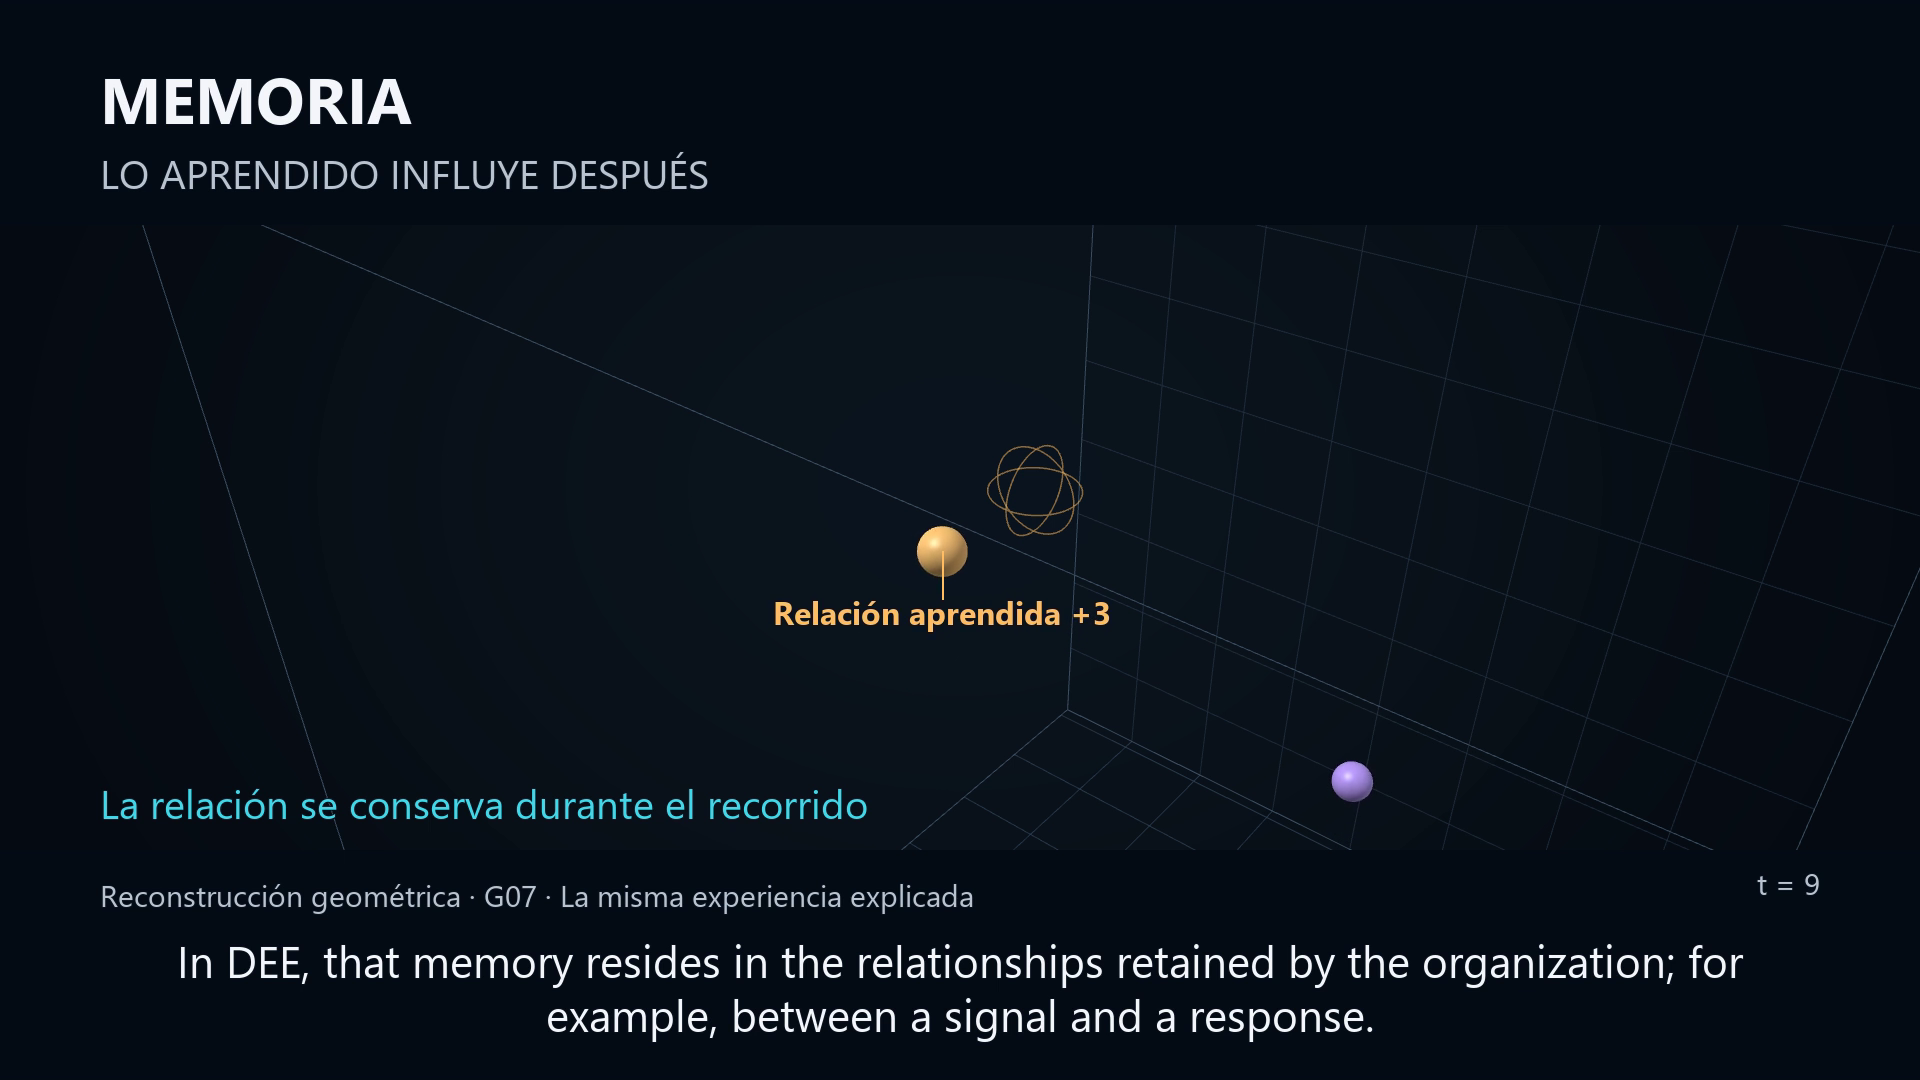 MEMORIA
LO APRENDIDO INFLUYE DESPUÉS
Relación aprendida +3
La relación se conserva durante el recorrido
Reconstrucción geométrica · G07 · La misma experiencia explicada
t = 9
In DEE, that memory resides in the relationships retained by the organization; for
example, between a signal and a response.